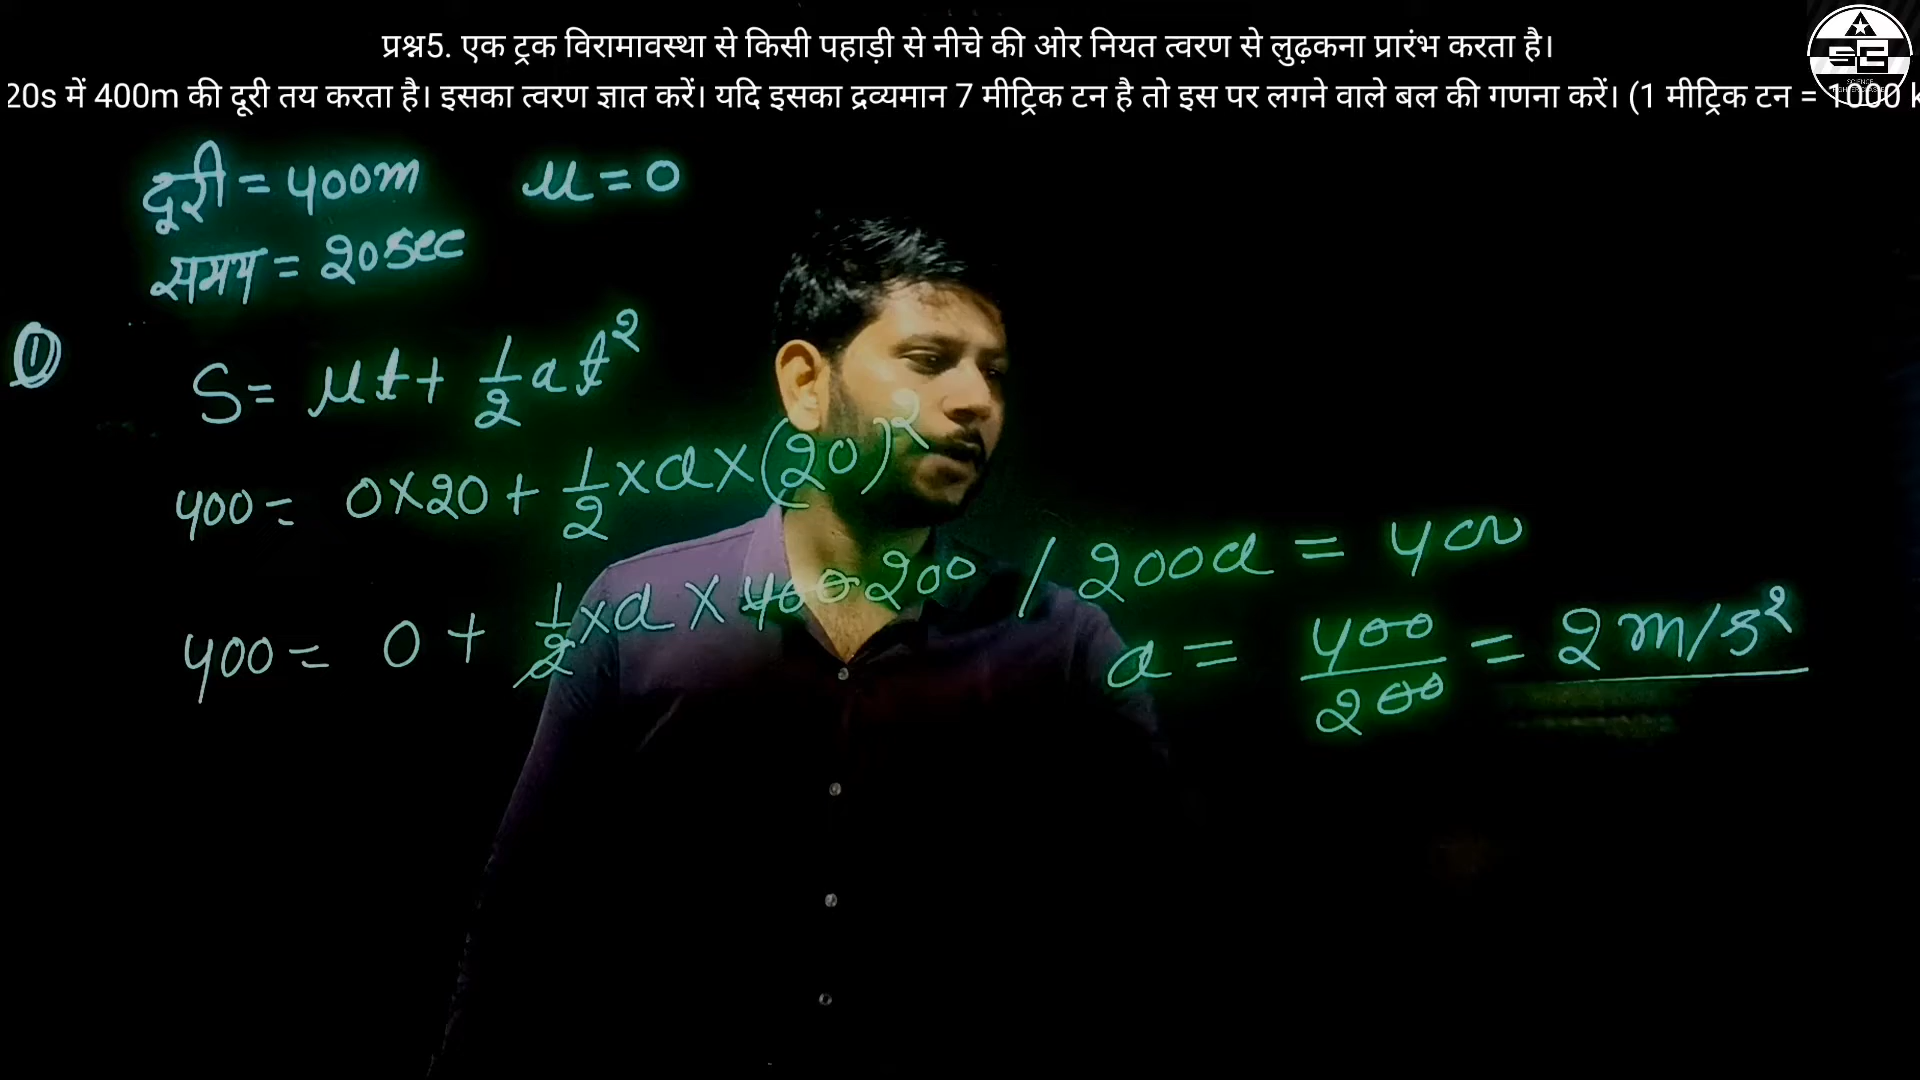 प्रश्न5. एक ट्रक विरामावस्था से किसी पहाड़ी से नीचे की ओर नियत त्वरण से लुढ़कना प्रारंभ करता है।
20s में 400m की दूरी तय करता है। इसका त्वरण ज्ञात करें। यदि इसका द्रव्यमान 7 मीट्रिक टन है तो इस पर लगने वाले बल की गणना करें। (1 मीट्रिक टन = 1000 k
SC
दूरी = 400m u = 0
समय = 20sec
① S = ut + 1/2 at²
400 = 0×20 + 1/2 × a × (20)²
400 = 0 + 1/2 × a × 400 200 / 200a = 400
a = 400/200 = 2 m/s²